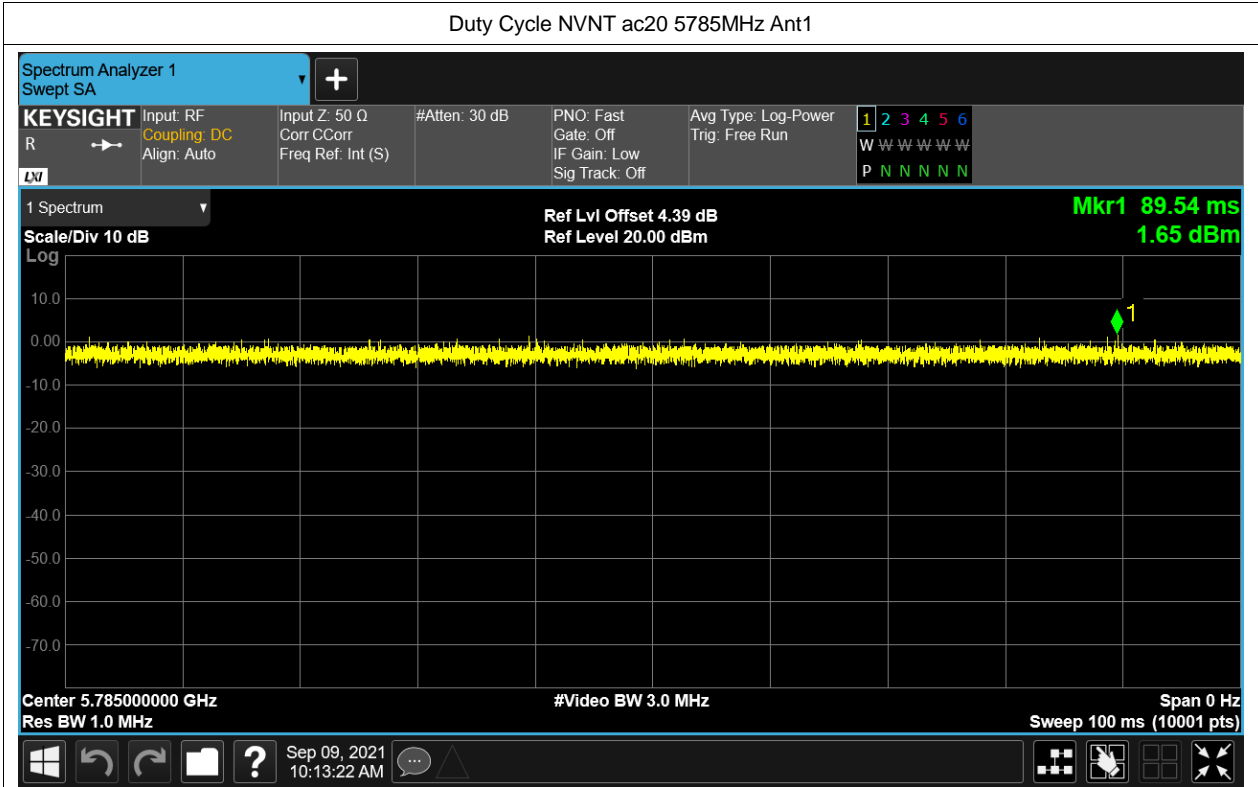 Duty Cycle NVNT ac20 5785MHz Ant1
Spectrum Analyzer 1
Swept SA
KEYSIGHT
R
LXI
Input: RF
Coupling: DC
Align: Auto
Input Z: 50 Ω
Corr CCorr
Freq Ref: Int (S)
#Atten: 30 dB
PNO: Fast
Gate: Off
IF Gain: Low
Sig Track: Off
Avg Type: Log-Power
Trig: Free Run
1 2 3 4 5 6
W W W W W W
P N N N N N
1 Spectrum
Scale/Div 10 dB
Ref Lvl Offset 4.39 dB
Ref Level 20.00 dBm
Mkr1 89.54 ms
1.65 dBm
Log
10.0
0.00
-10.0
-20.0
-30.0
-40.0
-50.0
-60.0
-70.0
1
Center 5.785000000 GHz
Res BW 1.0 MHz
#Video BW 3.0 MHz
Span 0 Hz
Sweep 100 ms (10001 pts)
?
Sep 09, 2021
10:13:22 AM